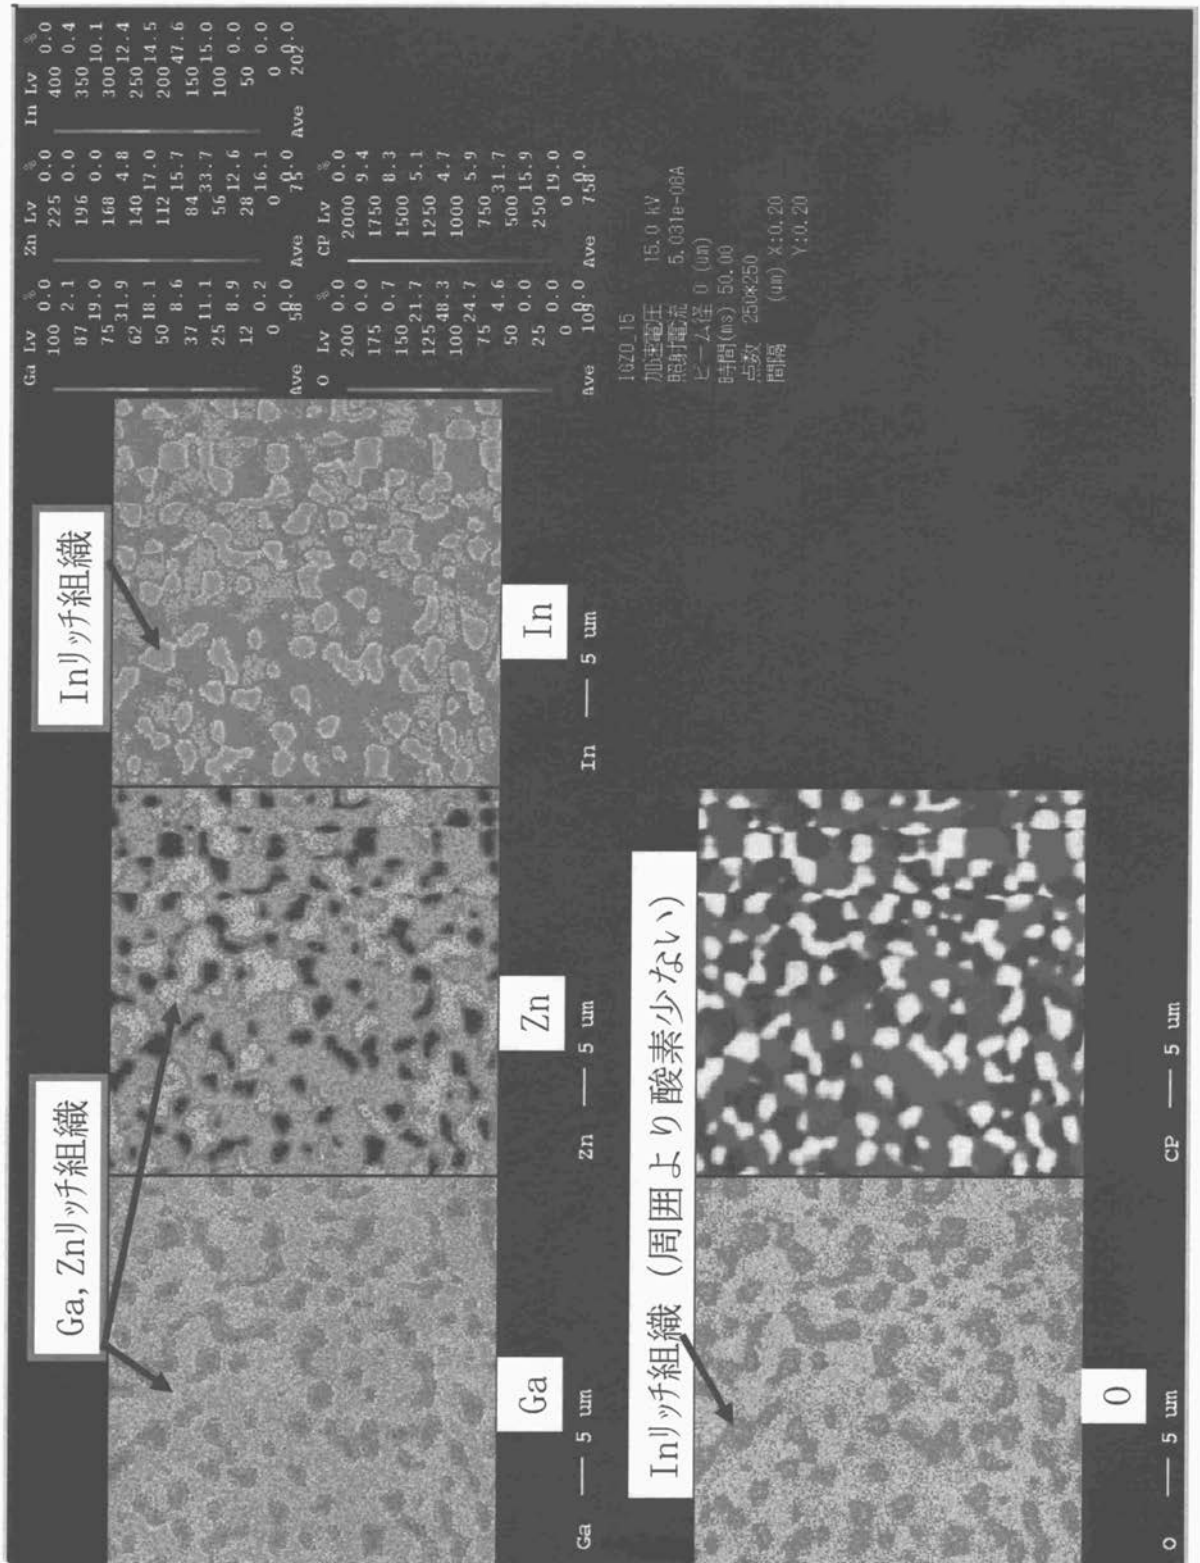 Ga, Znリッチ組織
Inリッチ組織
Ga
Zn
In
Ga 5 um
Zn 5 um
In 5 um
Ga Lv %
100 0.0
87 2.1
75 19.0
62 31.9
50 18.1
37 8.6
25 11.1
12 8.9
0 0.2
0.0
Ave 58
Zn Lv %
225 0.0
196 0.0
168 0.0
140 4.8
112 17.0
84 15.7
56 33.7
28 12.6
0 16.1
0.0
Ave 75
In Lv %
400 0.0
350 0.4
300 10.1
250 12.4
200 14.5
150 47.6
100 15.0
50 0.0
0 0.0
0.0
Ave 202
O Lv %
200 0.0
175 0.0
150 0.7
125 21.7
100 48.3
75 24.7
50 4.6
25 0.0
0 0.0
0.0
Ave 109
CP Lv %
2000 0.0
1750 9.4
1500 8.3
1250 5.1
1000 4.7
750 5.9
500 31.7
250 15.9
0 19.0
0.0
Ave 758
Inリッチ組織 (周囲より酸素少ない)
O
O 5 um
CP 5 um
IGZO_15
加速電圧 15.0 kV
照射電流 5.031e-08A
ビーム径 0 (um)
時間(ms) 50.00
点数 250*250
間隔 (um) X:0.20
Y:0.20